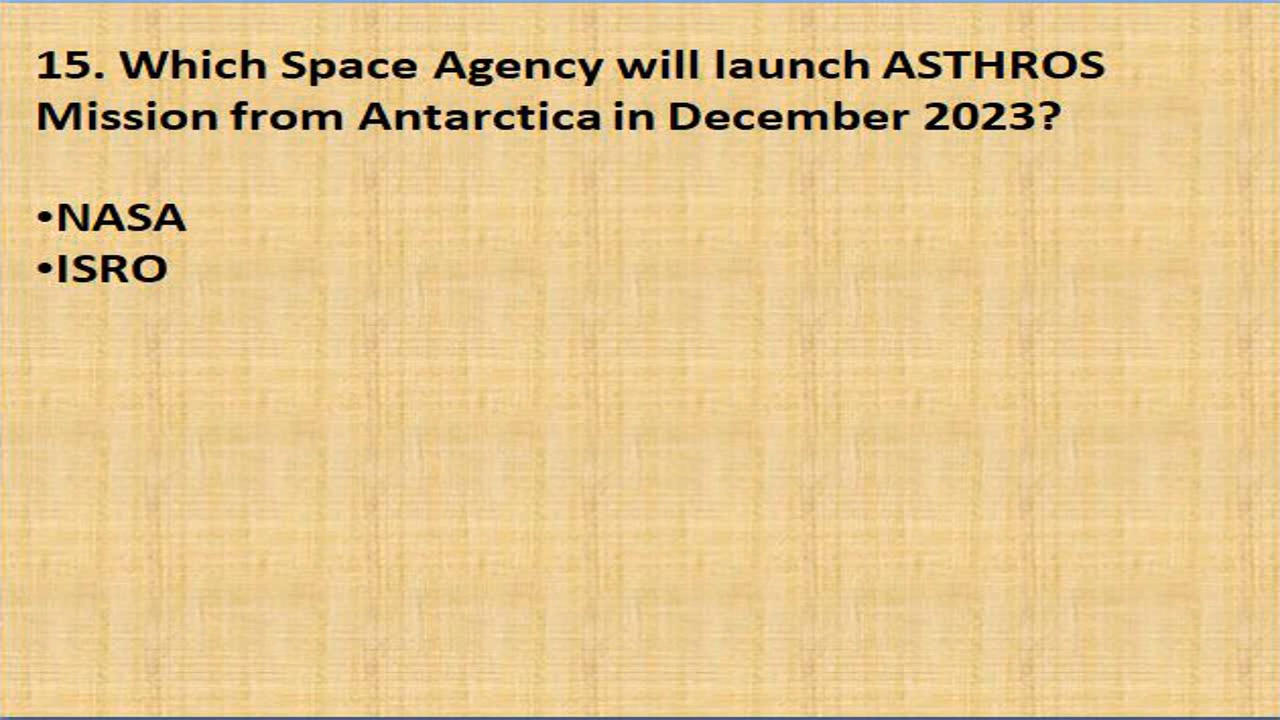 15. Which Space Agency will launch ASTHROS
Mission from Antarctica in December 2023?
•NASA
•ISRO